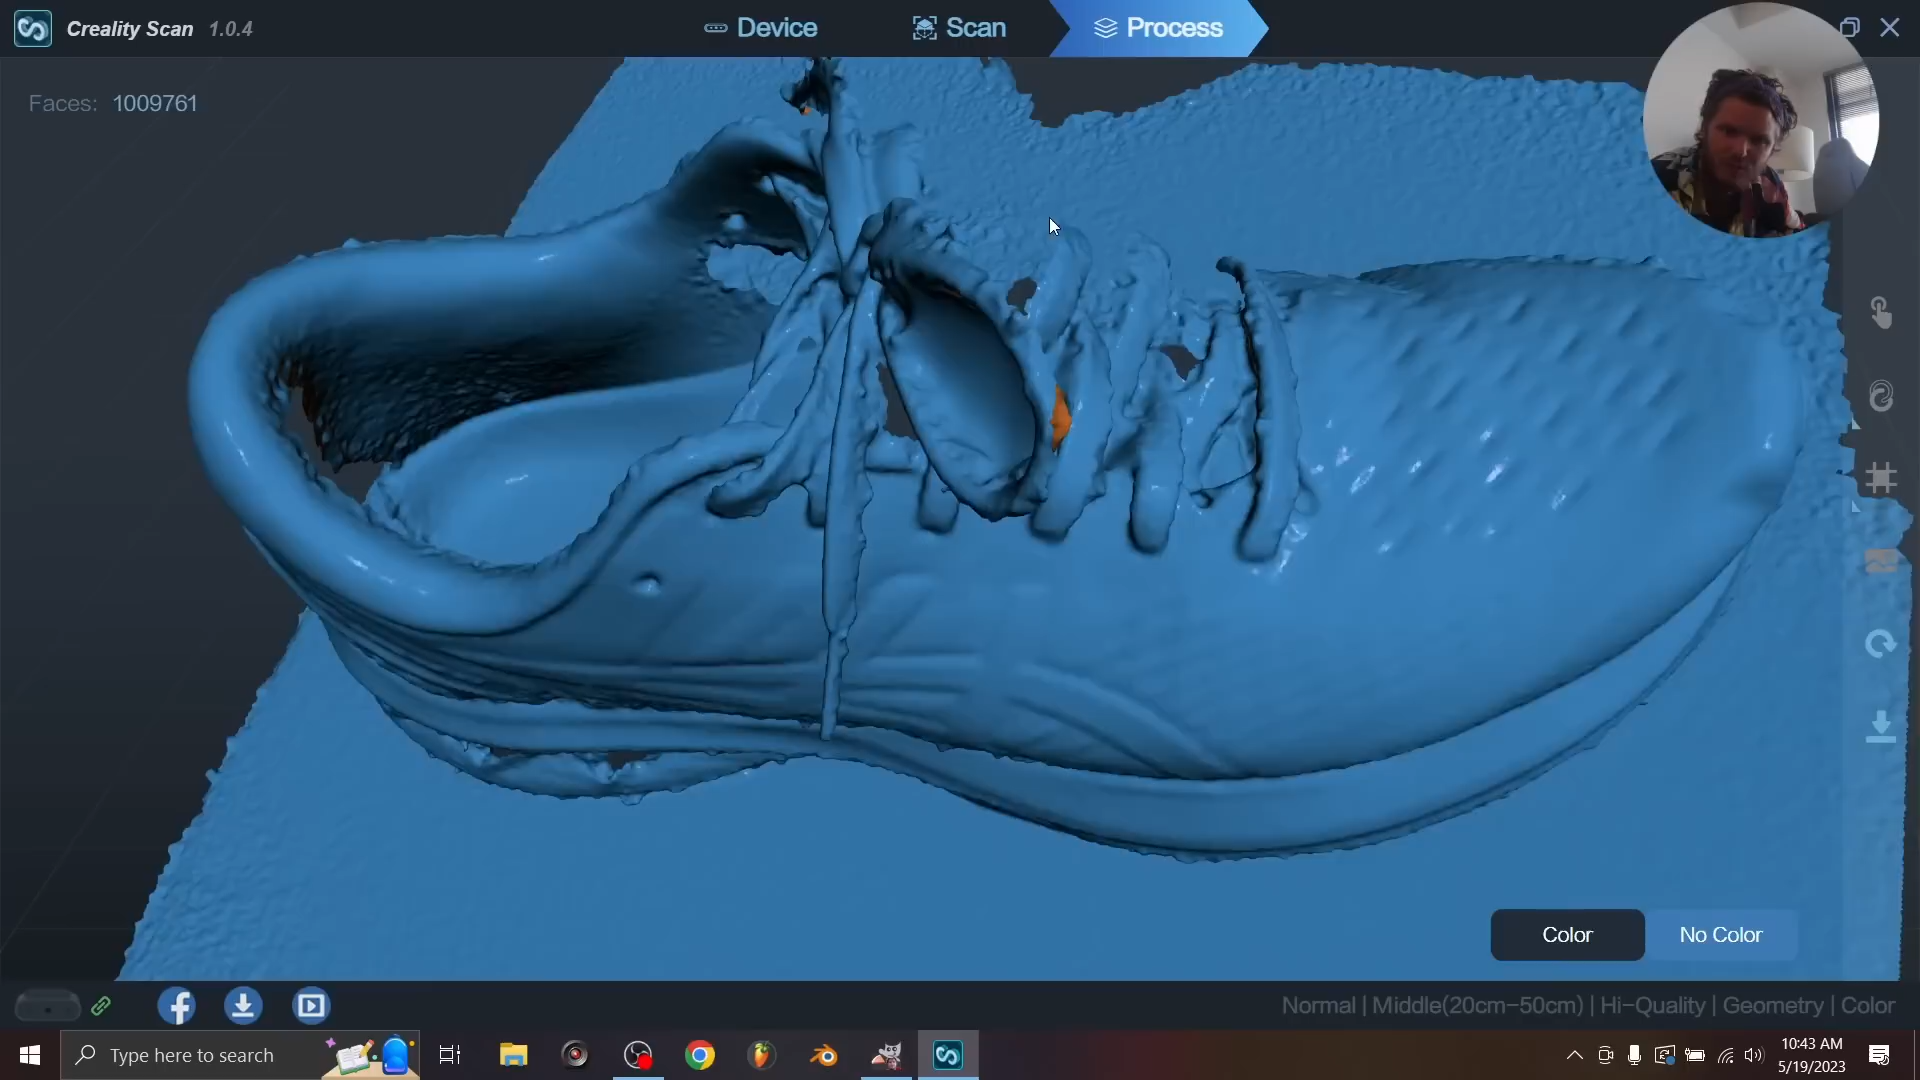 Creality Scan 1.0.4
Device
Scan
Process
Faces: 1009761
Color
No Color
Normal | Middle(20cm-50cm) | Hi-Quality | Geometry | Color
Type here to search
10:43 AM
5/19/2023